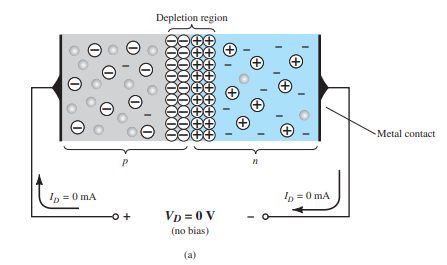 Depletion region
Metal contact
p
n
I_D = 0 mA
I_D = 0 mA
+ V_D = 0 V −
(no bias)
(a)